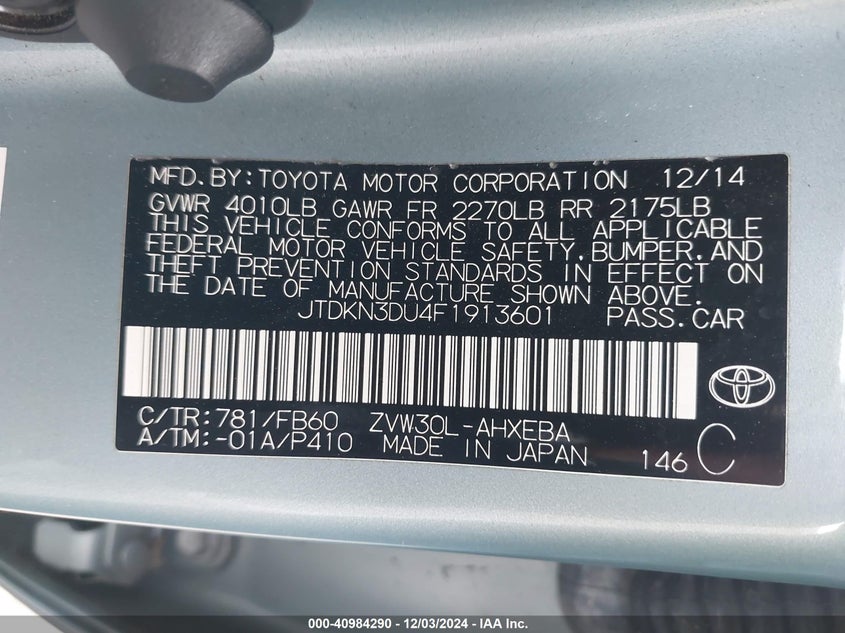 MFD.BY:TOYOTA MOTOR CORPORATION 12/14
GVWR 4010LB GAWR FR 2270LB RR 2175LB
THIS VEHICLE CONFORMS TO ALL APPLICABLE
FEDERAL MOTOR VEHICLE SAFETY,BUMPER,AND
THEFT PREVENTION STANDARDS IN EFFECT ON
THE DATE OF MANUFACTURE SHOWN ABOVE.
JTDKN3DU4F1913601 PASS.CAR
C/TR:781/FB60 ZVW30L-AHXEBA
A/TM:-01A/P410 MADE IN JAPAN 146 C
000-40984290 - 12/03/2024 - IAA Inc.